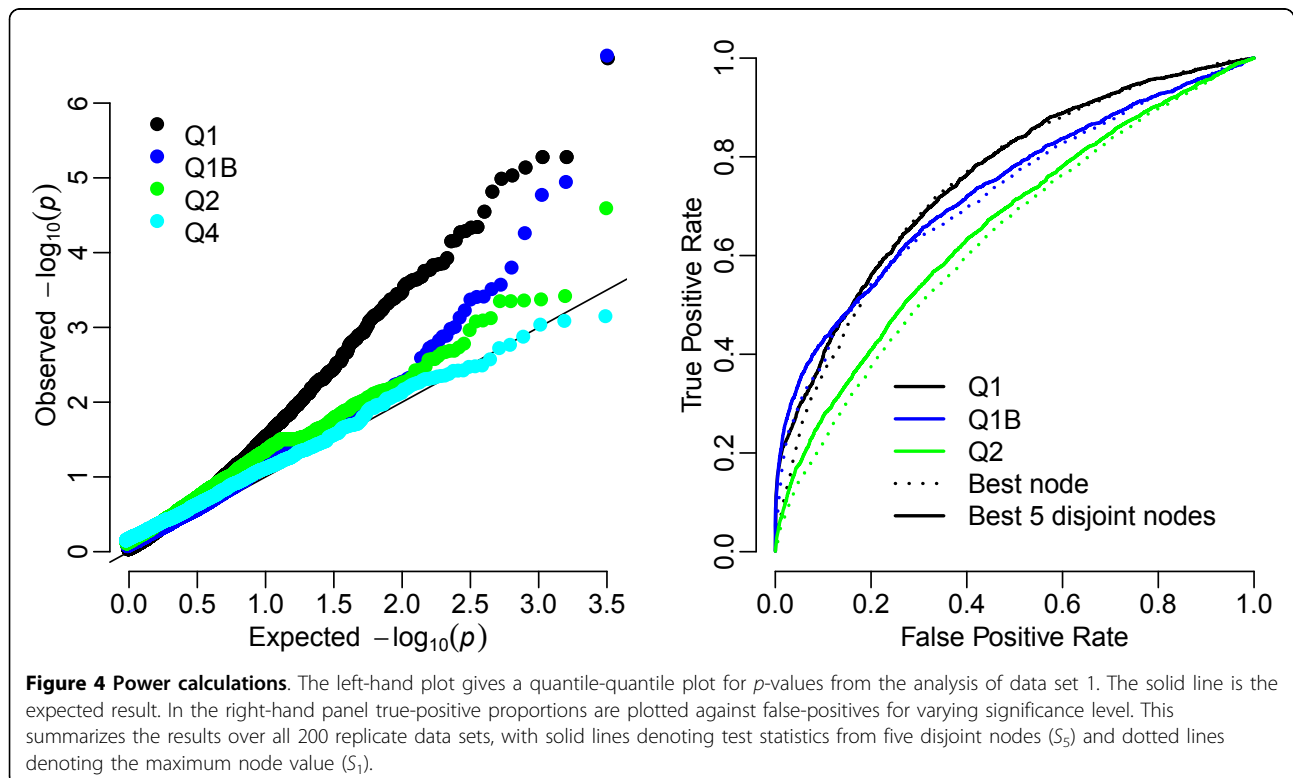 0 1 2 3 4 5 6
Observed −log10(p)
Q1
Q1B
Q2
Q4
0.0 0.5 1.0 1.5 2.0 2.5 3.0 3.5
Expected −log10(p)
0.0 0.2 0.4 0.6 0.8 1.0
True Positive Rate
Q1
Q1B
Q2
Best node
Best 5 disjoint nodes
0.0 0.2 0.4 0.6 0.8 1.0
False Positive Rate
Figure 4 Power calculations. The left-hand plot gives a quantile-quantile plot for p-values from the analysis of data set 1. The solid line is the
expected result. In the right-hand panel true-positive proportions are plotted against false-positives for varying significance level. This
summarizes the results over all 200 replicate data sets, with solid lines denoting test statistics from five disjoint nodes (S5) and dotted lines
denoting the maximum node value (S1).